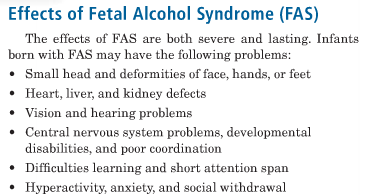 Effects of Fetal Alcohol Syndrome (FAS)
The effects of FAS are both severe and lasting. Infants
born with FAS may have the following problems:
• Small head and deformities of face, hands, or feet
• Heart, liver, and kidney defects
• Vision and hearing problems
• Central nervous system problems, developmental
disabilities, and poor coordination
• Difficulties learning and short attention span
• Hyperactivity, anxiety, and social withdrawal